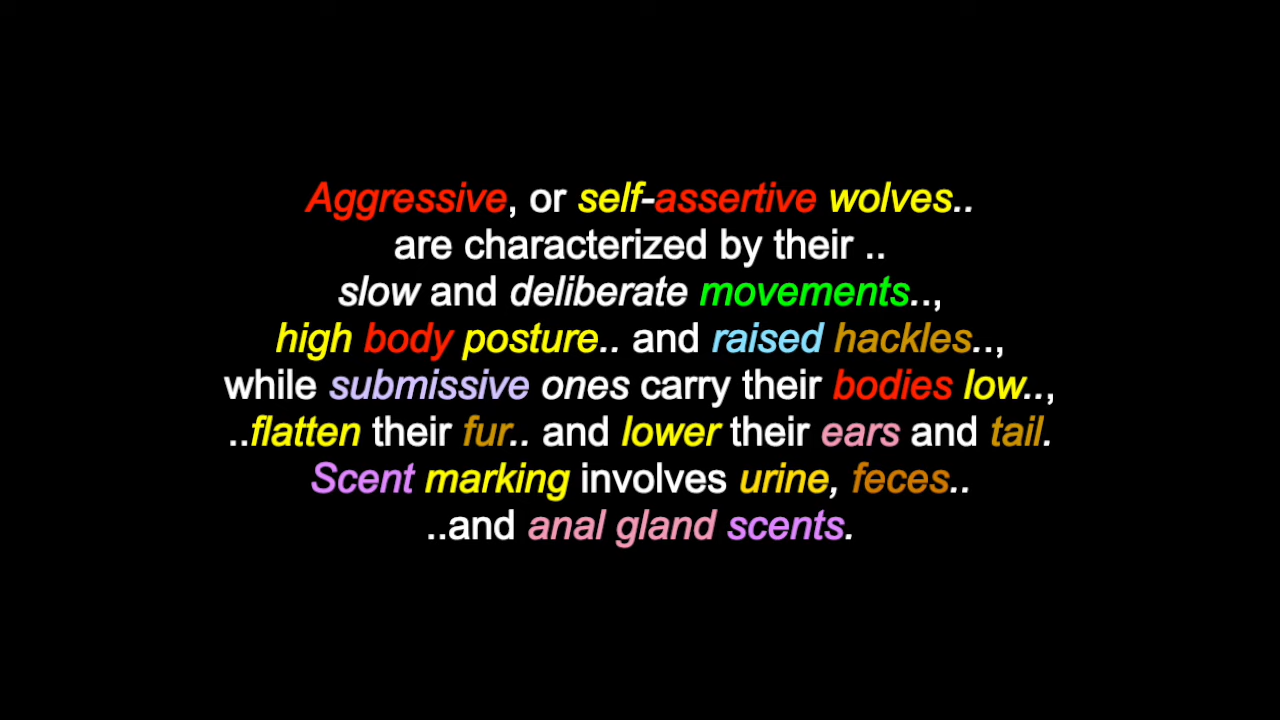 Aggressive, or self-assertive wolves..
are characterized by their ..
slow and deliberate movements..,
high body posture.. and raised hackles..,
while submissive ones carry their bodies low..,
..flatten their fur.. and lower their ears and tail.
Scent marking involves urine, feces..
..and anal gland scents.